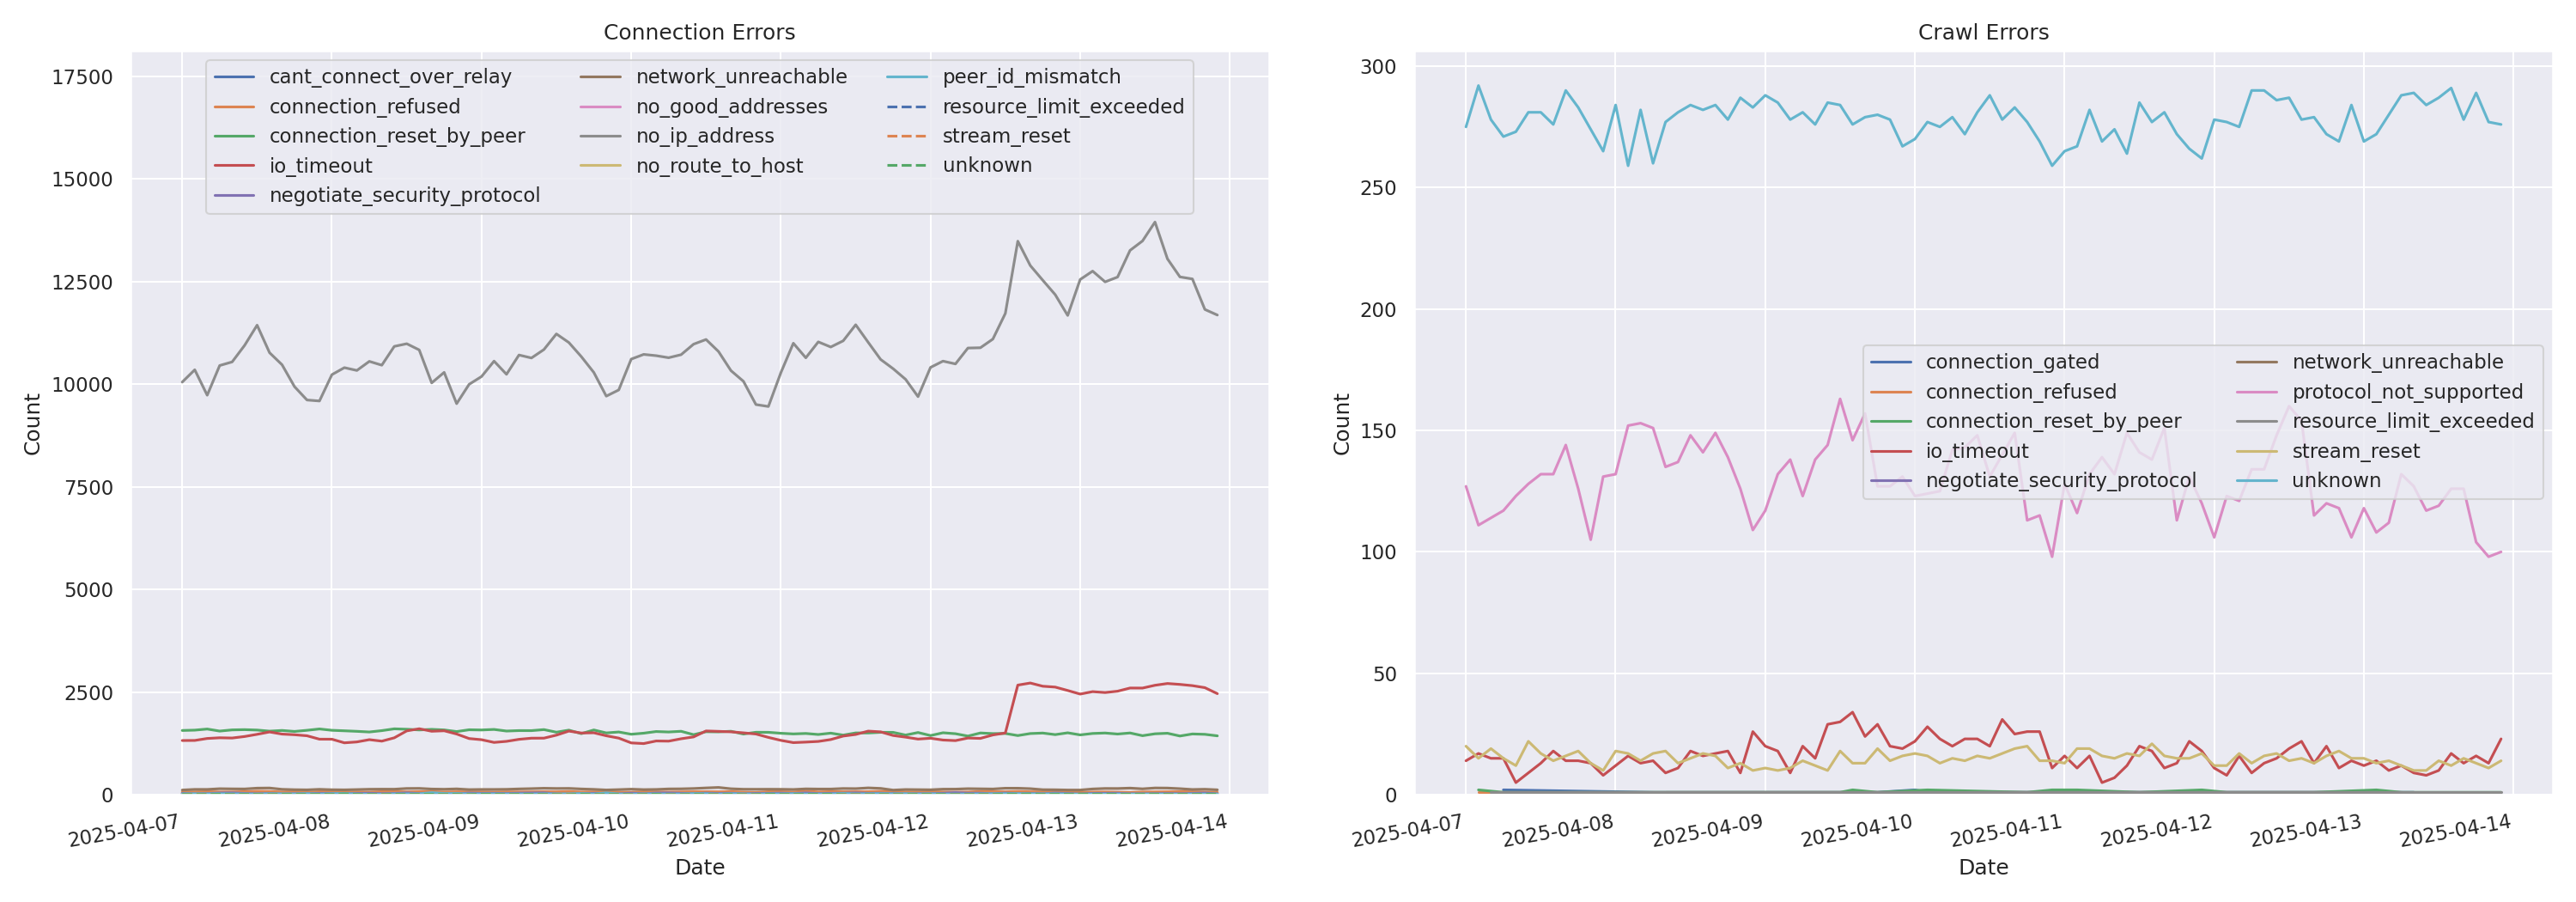 Connection Errors
17500
15000
12500
10000
7500
5000
2500
0
Count
cant_connect_over_relay
connection_refused
connection_reset_by_peer
io_timeout
negotiate_security_protocol
network_unreachable
no_good_addresses
no_ip_address
no_route_to_host
peer_id_mismatch
resource_limit_exceeded
stream_reset
unknown
2025-04-07
2025-04-08
2025-04-09
2025-04-10
2025-04-11
2025-04-12
2025-04-13
2025-04-14
Date
Crawl Errors
300
250
200
150
100
50
0
Count
connection_gated
connection_refused
connection_reset_by_peer
io_timeout
negotiate_security_protocol
network_unreachable
protocol_not_supported
resource_limit_exceeded
stream_reset
unknown
2025-04-07
2025-04-08
2025-04-09
2025-04-10
2025-04-11
2025-04-12
2025-04-13
2025-04-14
Date